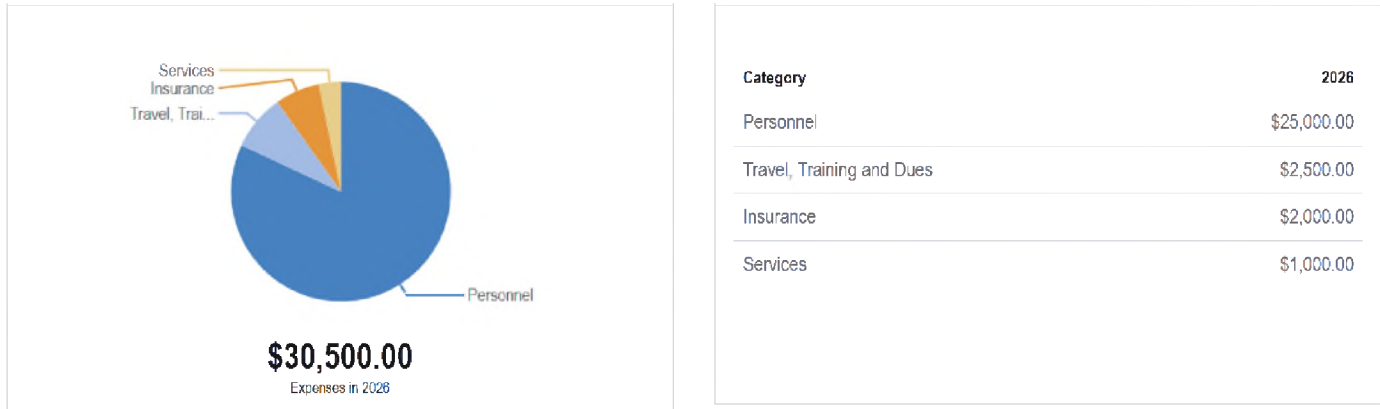 Services
Insurance
Travel, Trai...
Personnel
$30,500.00
Expenses in 2026
Category 2026
Personnel $25,000.00
Travel, Training and Dues $2,500.00
Insurance $2,000.00
Services $1,000.00